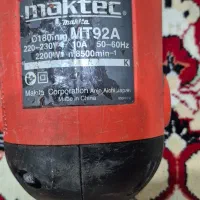 maktec
by makita
Ø180mm MT92A
220-230V~ 10A 50-60Hz
2200W n 8500min⁻¹
K
Makita Corporation Anjo Aichi Japan
Made in China